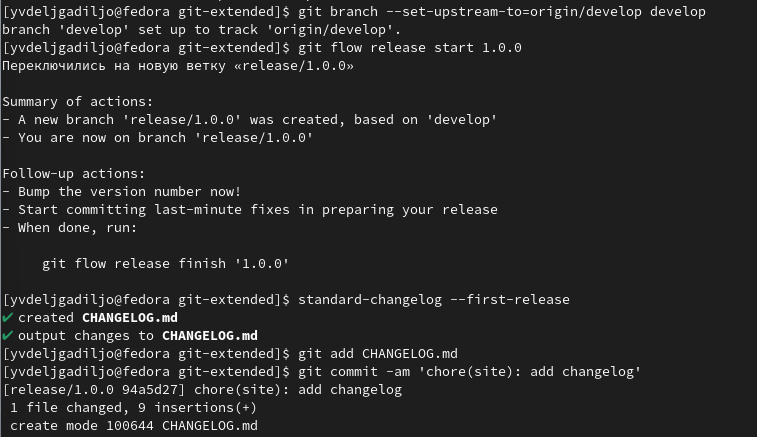 [yvdeljgadiljo@fedora git-extended]$ git branch --set-upstream-to=origin/develop develop
branch 'develop' set up to track 'origin/develop'.
[yvdeljgadiljo@fedora git-extended]$ git flow release start 1.0.0
Переключились на новую ветку «release/1.0.0»
Summary of actions:
- A new branch 'release/1.0.0' was created, based on 'develop'
- You are now on branch 'release/1.0.0'
Follow-up actions:
- Bump the version number now!
- Start committing last-minute fixes in preparing your release
- When done, run:
git flow release finish '1.0.0'
[yvdeljgadiljo@fedora git-extended]$ standard-changelog --first-release
✔ created CHANGELOG.md
✔ output changes to CHANGELOG.md
[yvdeljgadiljo@fedora git-extended]$ git add CHANGELOG.md
[yvdeljgadiljo@fedora git-extended]$ git commit -am 'chore(site): add changelog'
[release/1.0.0 94a5d27] chore(site): add changelog
1 file changed, 9 insertions(+)
create mode 100644 CHANGELOG.md